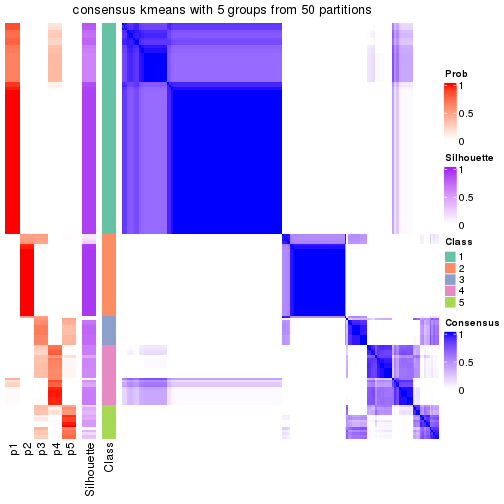 consensus kmeans with 5 groups from 50 partitions
Prob
1
0.5
0
Silhouette
1
0.5
0
Class
1
2
3
4
5
Consensus
1
0.5
0
p1
p2
p3
p4
p5
Silhouette
Class